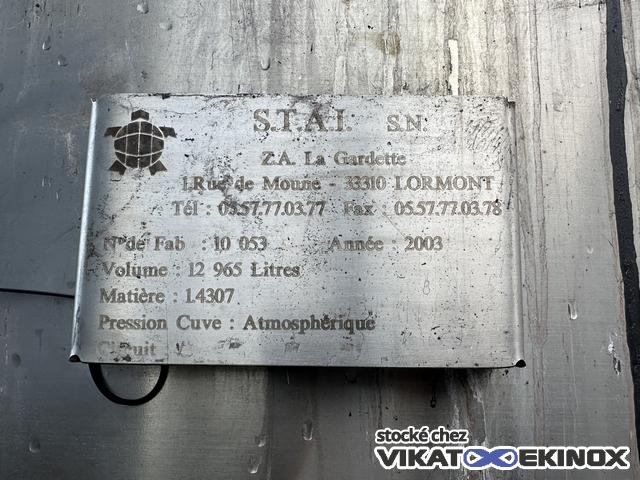 S.T.A.I. S.N.
Z.A. La Gardette
1.Rue de Moune - 33310 LORMONT
Tél : 05.57.77.03.77 Fax : 05.57.77.03.78
N°de Fab : 10 053 Année : 2003
Volume : 12 965 Litres
Matière : 1.4307
Pression Cuve : Atmosphérique
Circuit
stocké chez
VIKAT EKINOX